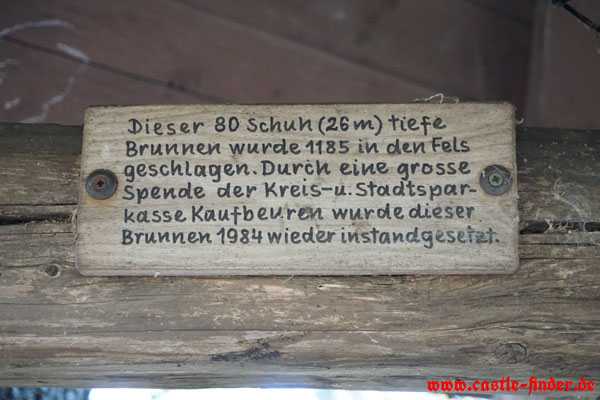 Dieser 80 Schuh (26m) tiefe
Brunnen wurde 1185 in den Fels
geschlagen. Durch eine grosse
Spende der Kreis-u. Stadtspar-
kasse Kaufbeuren wurde dieser
Brunnen 1984 wieder instandgesetzt.
www.castle-finder.de